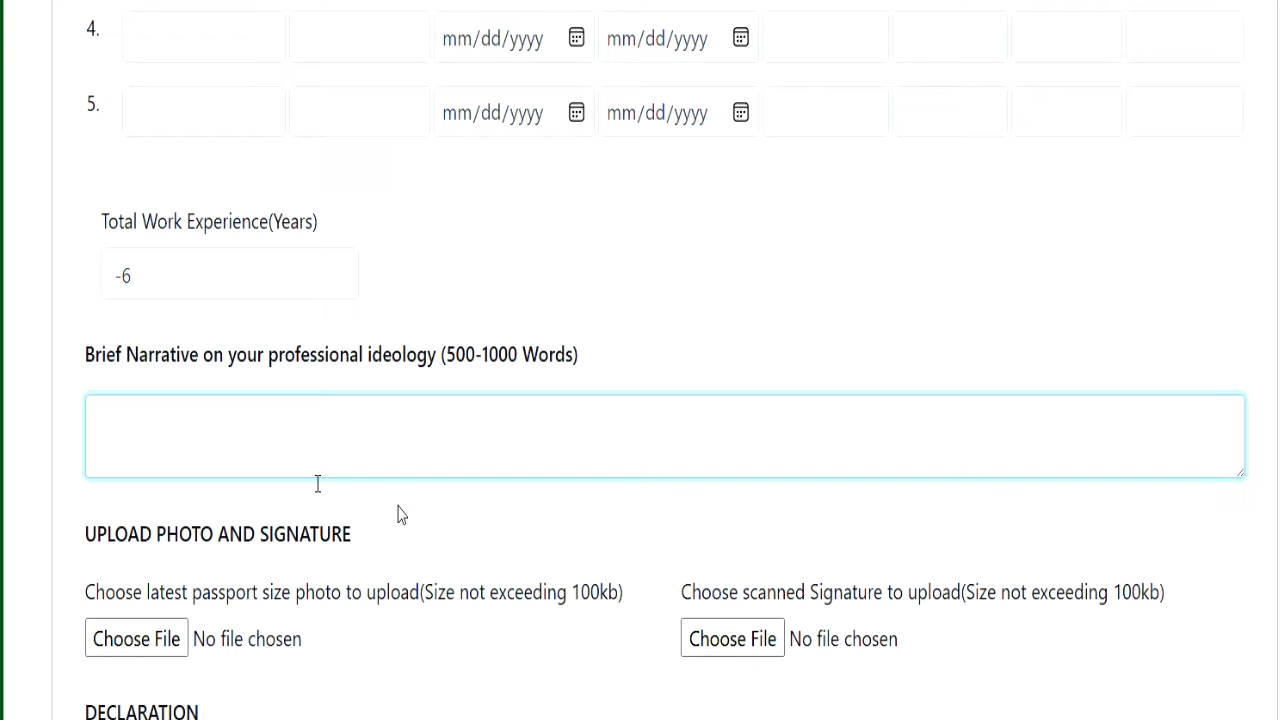 4. mm/dd/yyyy mm/dd/yyyy
5. mm/dd/yyyy mm/dd/yyyy
Total Work Experience(Years)
-6
Brief Narrative on your professional ideology (500-1000 Words)
UPLOAD PHOTO AND SIGNATURE
Choose latest passport size photo to upload(Size not exceeding 100kb) Choose scanned Signature to upload(Size not exceeding 100kb)
Choose File No file chosen Choose File No file chosen
DECLARATION